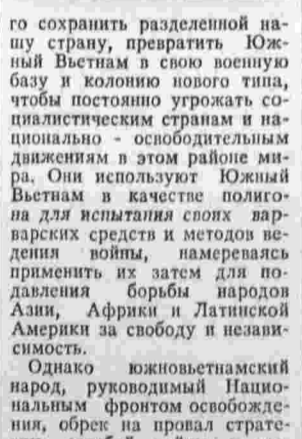 го сохранить разделенной на-
шу страну, превратить Юж-
ный Вьетнам в свою военную
базу и колонию нового типа,
чтобы постоянно угрожать со-
циалистическим странам и на-
ционально - освободительным
движениям в этом районе ми-
ра. Они используют Южный
Вьетнам в качестве полиго-
на для испытания своих вар-
варских средств и методов ве-
дения войны, намереваясь
применить их затем для по-
давления борьбы народов
Азии, Африки и Латинской
Америки за свободу и незави-
симость.
Однако южновьетнамский
народ, руководимый Нацио-
нальным фронтом освобожде-
ния, обрек на провал страте-